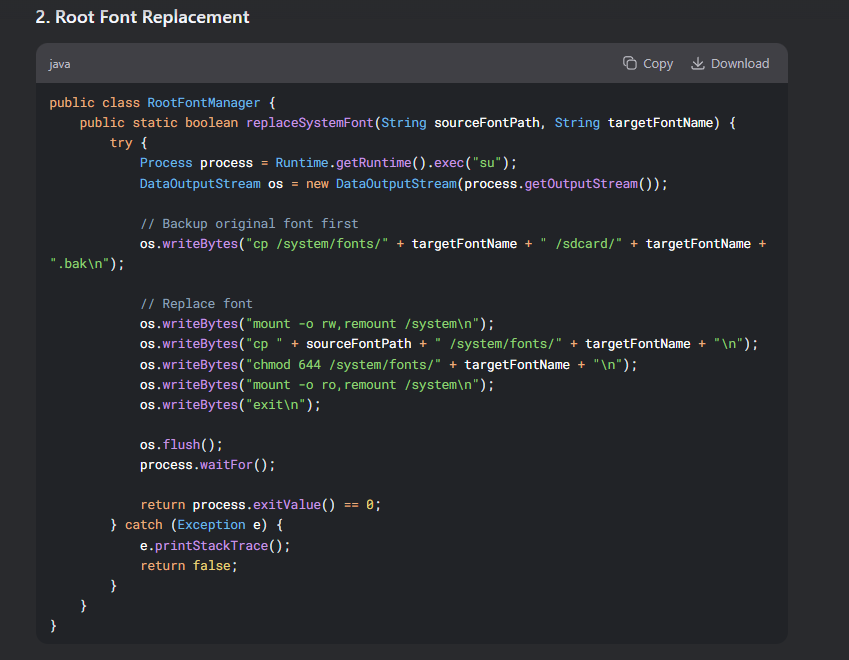 2. Root Font Replacement
java
Copy
Download
public class RootFontManager {
    public static boolean replaceSystemFont(String sourceFontPath, String targetFontName) {
        try {
            Process process = Runtime.getRuntime().exec("su");
            DataOutputStream os = new DataOutputStream(process.getOutputStream());

            // Backup original font first
            os.writeBytes("cp /system/fonts/" + targetFontName + " /sdcard/" + targetFontName +
".bak\n");

            // Replace font
            os.writeBytes("mount -o rw,remount /system\n");
            os.writeBytes("cp " + sourceFontPath + " /system/fonts/" + targetFontName + "\n");
            os.writeBytes("chmod 644 /system/fonts/" + targetFontName + "\n");
            os.writeBytes("mount -o ro,remount /system\n");
            os.writeBytes("exit\n");

            os.flush();
            process.waitFor();

            return process.exitValue() == 0;
        } catch (Exception e) {
            e.printStackTrace();
            return false;
        }
    }
}